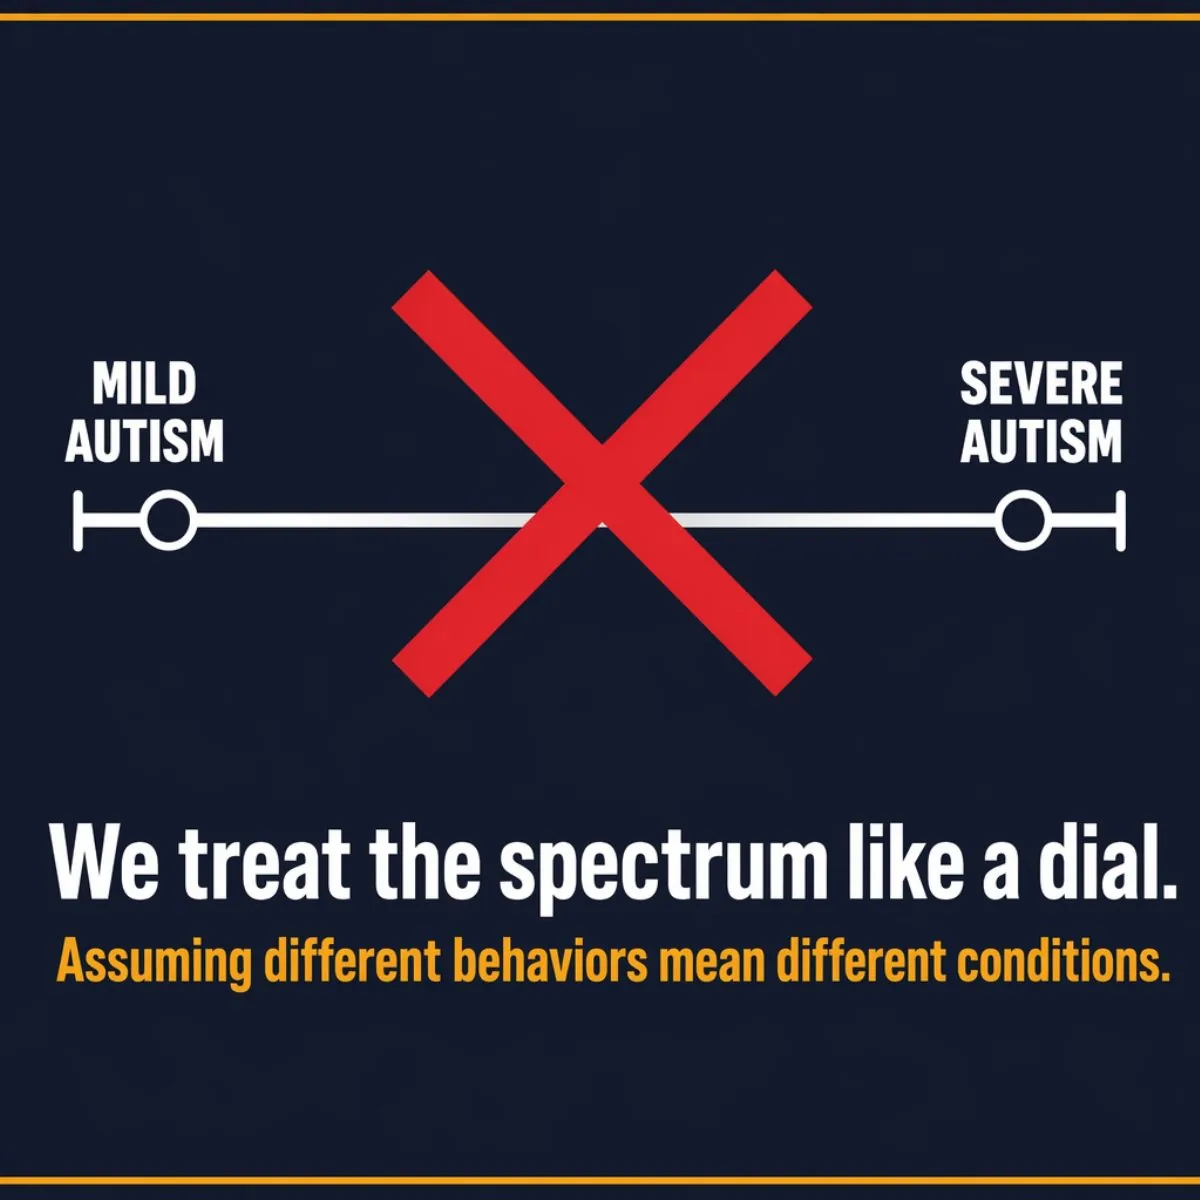 MILD
AUTISM
SEVERE
AUTISM
We treat the spectrum like a dial.
Assuming different behaviors mean different conditions.